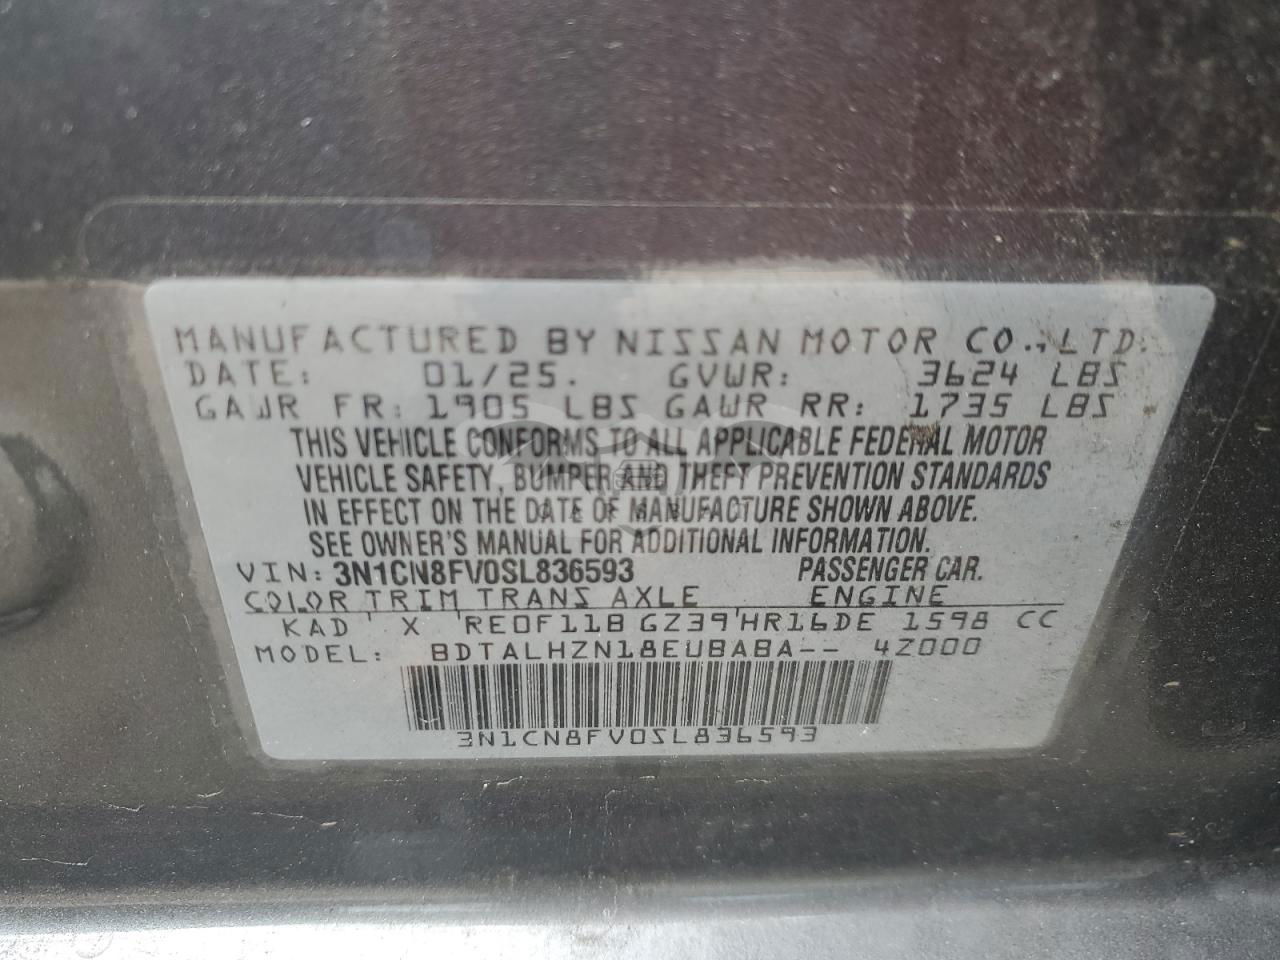 MANUFACTURED BY NISSAN MOTOR CO., LTD.
DATE: 01/25. GVWR: 3624 LBS
GAWR FR: 1905 LBS GAWR RR: 1735 LBS
THIS VEHICLE CONFORMS TO ALL APPLICABLE FEDERAL MOTOR
VEHICLE SAFETY, BUMPER AND THEFT PREVENTION STANDARDS
IN EFFECT ON THE DATE OF MANUFACTURE SHOWN ABOVE.
SEE OWNER'S MANUAL FOR ADDITIONAL INFORMATION.
VIN: 3N1CN8FV0SL836593 PASSENGER CAR.
COLOR TRIM TRANS AXLE ENGINE
KAD X RE0F11B GZ39 HR16DE 1598 CC
MODEL: BDTALHZN18EUBABA-- 4Z000
3N1CN8FV0SL836593